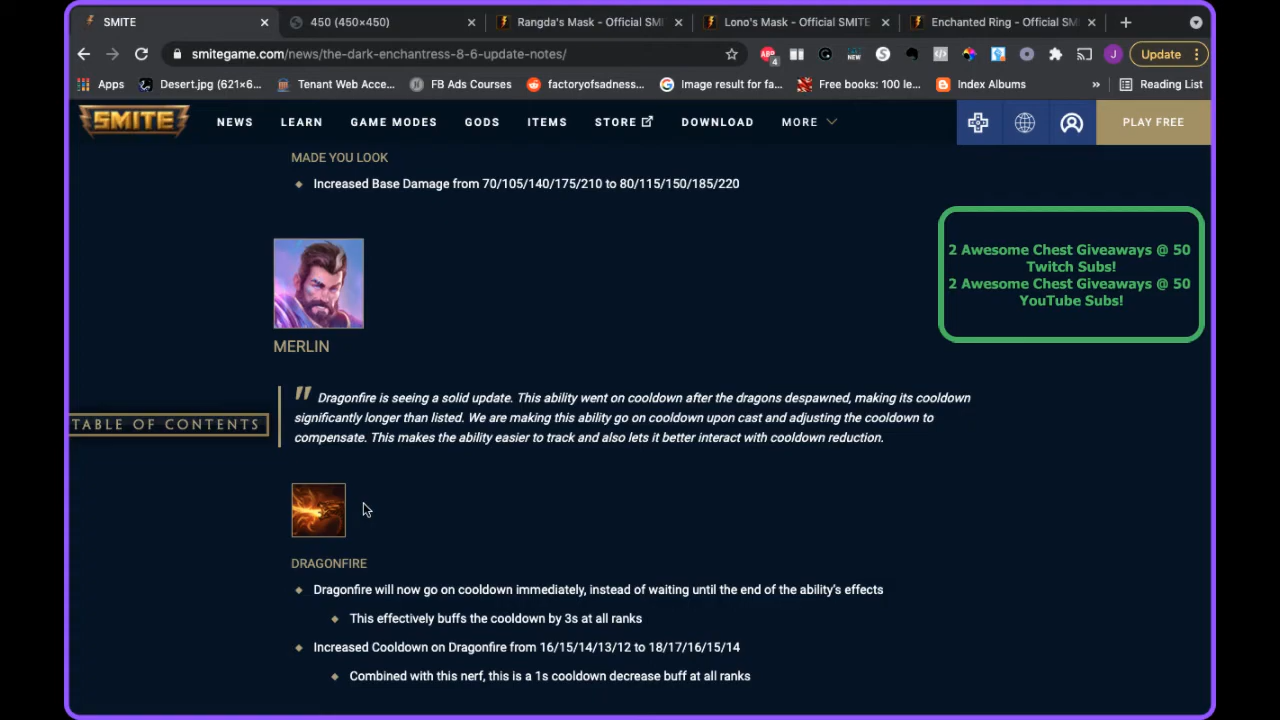 SMITE
450 (450×450)
Rangda's Mask - Official SMI
Lono's Mask - Official SMITE
Enchanted Ring - Official SM
smitegame.com/news/the-dark-enchantress-8-6-update-notes/
4
NEW
J
Update
Apps
Desert.jpg (621×6...
Tenant Web Acce...
FB Ads Courses
factoryofsadness...
Image result for fa...
Free books: 100 le...
Index Albums
»
Reading List
SMITE
NEWS
LEARN
GAME MODES
GODS
ITEMS
STORE
DOWNLOAD
MORE
PLAY FREE
MADE YOU LOOK
Increased Base Damage from 70/105/140/175/210 to 80/115/150/185/220
2 Awesome Chest Giveaways @ 50
Twitch Subs!
2 Awesome Chest Giveaways @ 50
YouTube Subs!
MERLIN
" Dragonfire is seeing a solid update. This ability went on cooldown after the dragons despawned, making its cooldown
significantly longer than listed. We are making this ability go on cooldown upon cast and adjusting the cooldown to
compensate. This makes the ability easier to track and also lets it better interact with cooldown reduction.
TABLE OF CONTENTS
DRAGONFIRE
Dragonfire will now go on cooldown immediately, instead of waiting until the end of the ability's effects
This effectively buffs the cooldown by 3s at all ranks
Increased Cooldown on Dragonfire from 16/15/14/13/12 to 18/17/16/15/14
Combined with this nerf, this is a 1s cooldown decrease buff at all ranks